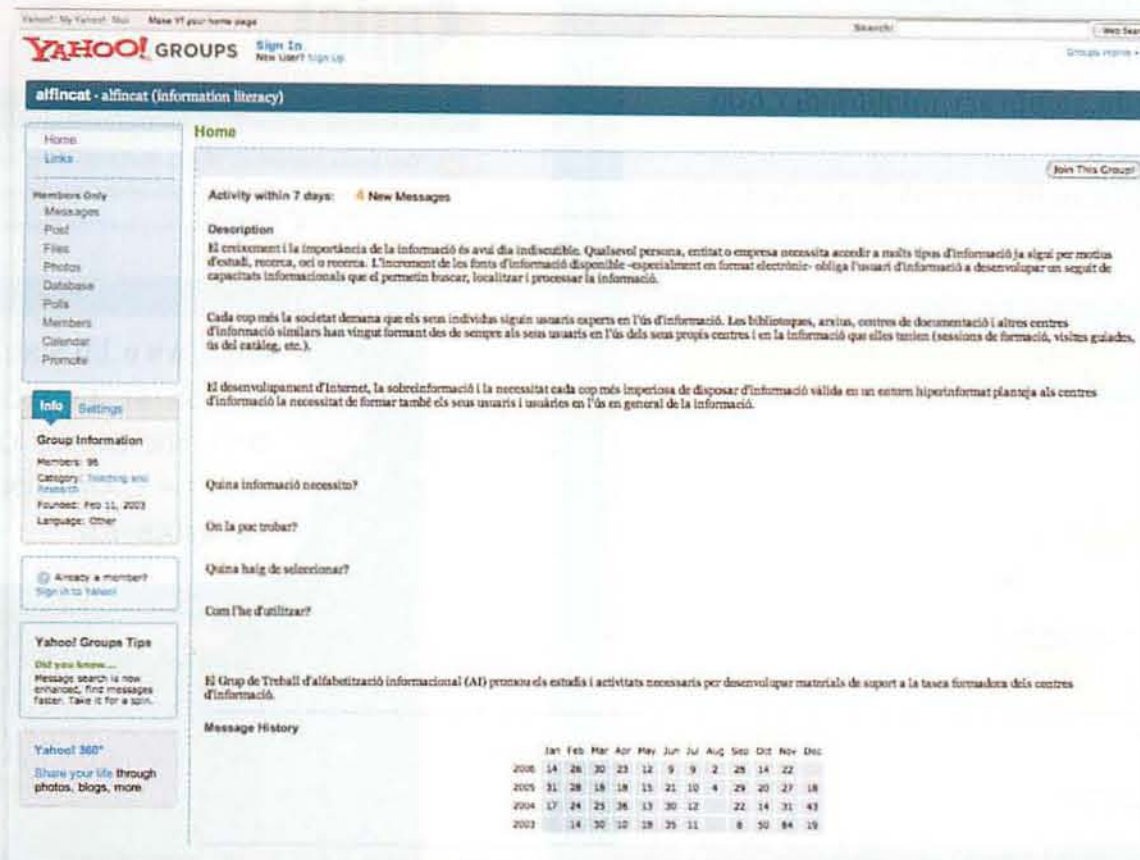 Yahoo! My Yahoo! Mail Make Y! your home page
Search: Web Sear
YAHOO! GROUPS Sign In
New User? Sign Up
Groups Home -
alfincat - alfincat (information literacy)
Home
Links
Members Only
Messages
Post
Files
Photos
Database
Polls
Members
Calendar
Promote
Info Settings
Group Information
Members: 96
Category: Teaching and
Research
Founded: Feb 11, 2003
Language: Other
Already a member?
Sign in to Yahoo!
Yahoo! Groups Tips
Did you know...
Message search is now
enhanced, find messages
faster. Take it for a spin.
Yahoo! 360°
Share your life through
photos, blogs, more
Home
Join This Group!
Activity within 7 days: 4 New Messages
Description
El creixement i la importància de la informació és avui dia indiscutible. Qualsevol persona, entitat o empresa necessita accedir a molts tipus d'informació ja sigui per motius
d'estudi, recerca, oci o recerca. L'increment de les fonts d'informació disponible -especialment en format electrònic- obliga l'usuari d'informació a desenvolupar un seguit de
capacitats informacionals que el permetin buscar, localitzar i processar la informació.
Cada cop més la societat demana que els seus individus siguin usuaris experts en l'ús d'informació. Les biblioteques, arxius, centres de documentació i altres centres
d'informació similars han vingut formant des de sempre als seus usuaris en l'ús dels seus propis centres i en la informació que elles tenien (sessions de formació, visites guiades,
ús del catàleg, etc.).
El desenvolupament d'Internet, la sobreinformació i la necessitat cada cop més imperiosa de disposar d'informació vàlida en un entorn hiperinformat planteja als centres
d'informació la necessitat de formar també els seus usuaris i usuàries en l'ús en general de la informació.
Quina informació necessito?
On la puc trobar?
Quina haig de seleccionar?
Com l'he d'utilitzar?
El Grup de Treball d'alfabetització informacional (AI) promou els estudis i activitats necessaris per desenvolupar materials de suport a la tasca formadora dels centres
d'informació.
Message History
Jan Feb Mar Apr May Jun Jul Aug Sep Oct Nov Dec
2006 14 26 30 23 12 9 9 2 28 14 22
2005 31 28 18 18 15 21 10 4 29 20 27 18
2004 17 24 25 36 13 30 12 22 14 31 43
2003 14 30 10 19 35 11 8 50 84 19